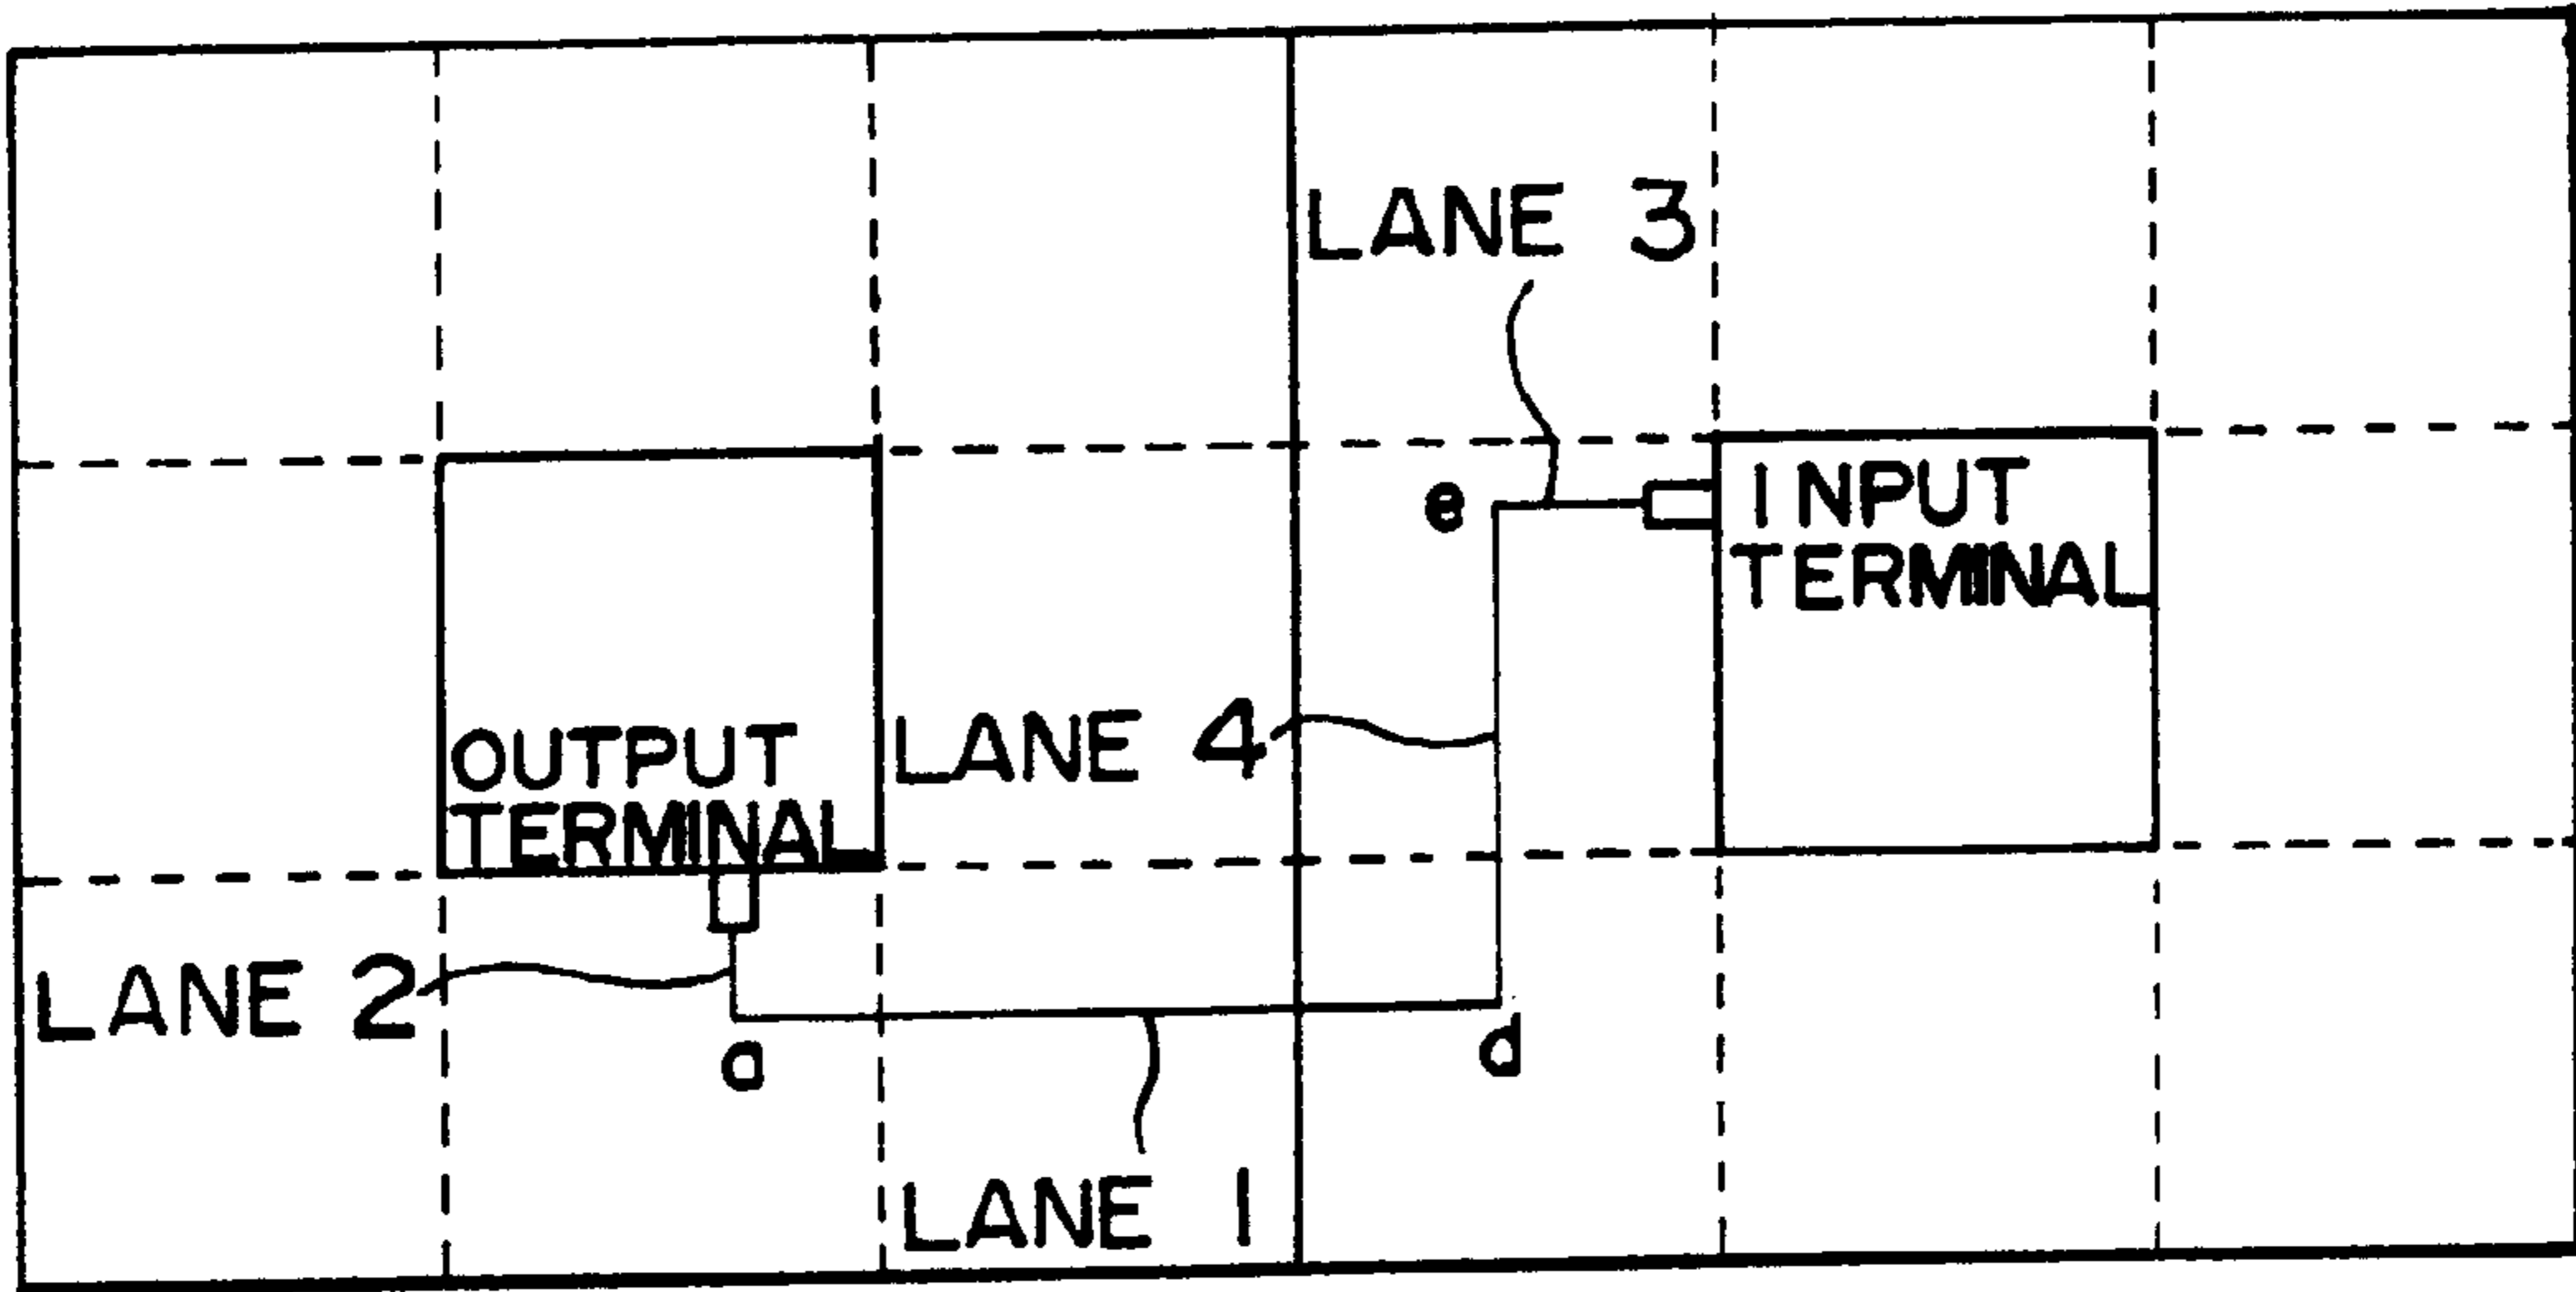 LANE 3
e
INPUT
TERMINAL
OUTPUT
TERMINAL
LANE 4
LANE 2
a
d
LANE 1